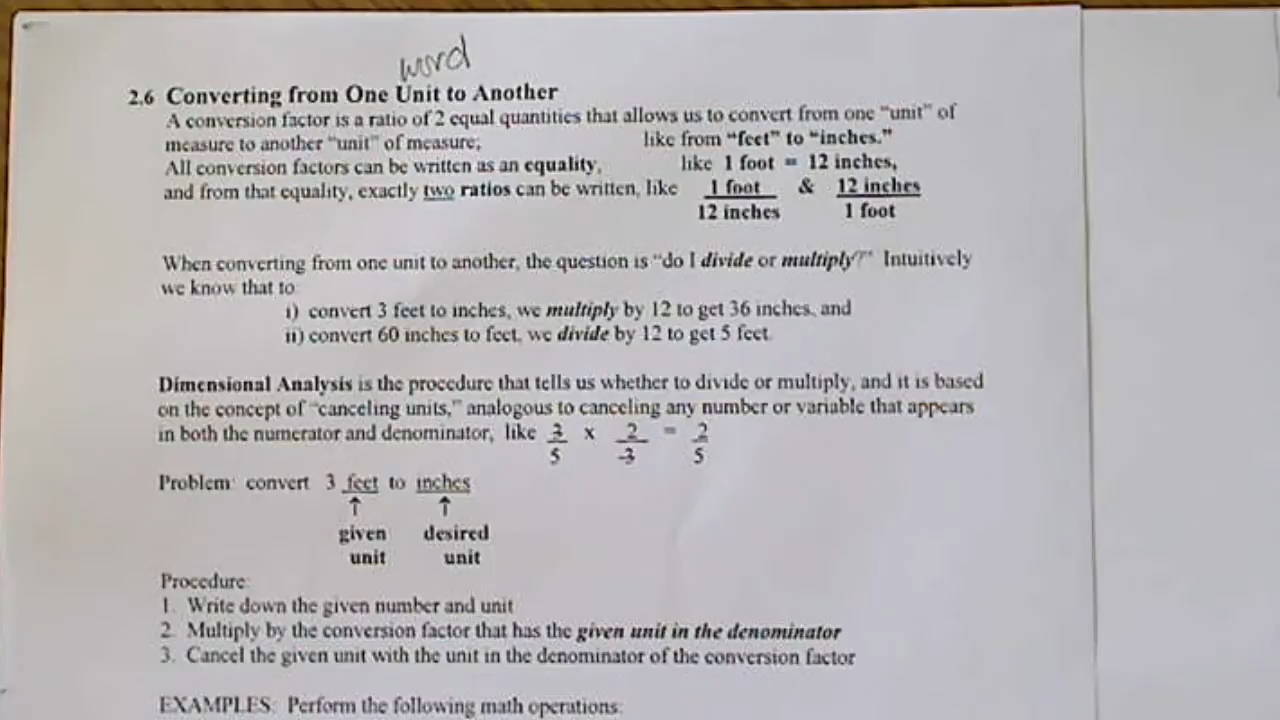 word
2.6 Converting from One Unit to Another
A conversion factor is a ratio of 2 equal quantities that allows us to convert from one "unit" of
measure to another "unit" of measure; like from "feet" to "inches."
All conversion factors can be written as an equality, like 1 foot = 12 inches,
and from that equality, exactly two ratios can be written, like 1 foot & 12 inches
12 inches 1 foot
When converting from one unit to another, the question is "do I divide or multiply?" Intuitively
we know that to
i) convert 3 feet to inches, we multiply by 12 to get 36 inches, and
ii) convert 60 inches to feet, we divide by 12 to get 5 feet.
Dimensional Analysis is the procedure that tells us whether to divide or multiply, and it is based
on the concept of "canceling units," analogous to canceling any number or variable that appears
in both the numerator and denominator, like 3 x 2 = 2
5 3 5
Problem: convert 3 feet to inches
↑ ↑
given desired
unit unit
Procedure:
1. Write down the given number and unit
2. Multiply by the conversion factor that has the given unit in the denominator
3. Cancel the given unit with the unit in the denominator of the conversion factor
EXAMPLES: Perform the following math operations: